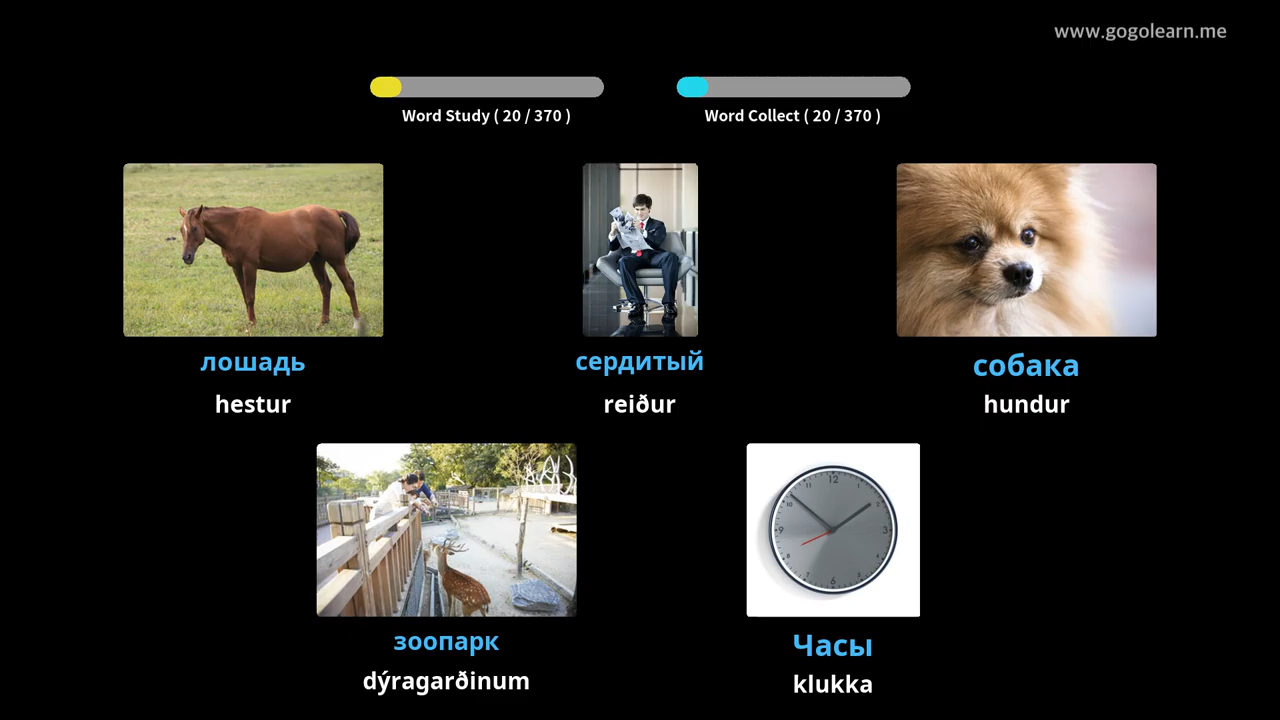 www.gogolearn.me
Word Study ( 20 / 370 )
Word Collect ( 20 / 370 )
лошадь
hestur
сердитый
reiður
собака
hundur
зоопарк
dýragarðinum
Часы
klukka